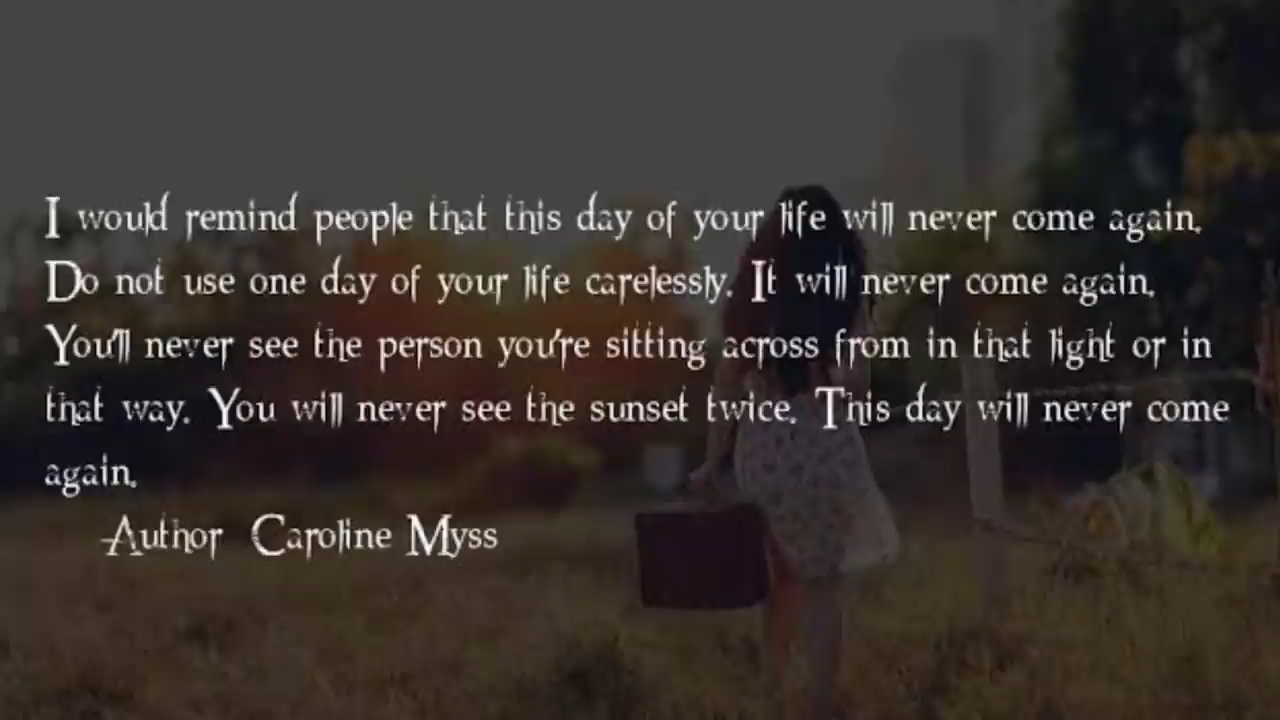 I would remind people that this day of your life will never come again.
Do not use one day of your life carelessly. It will never come again.
You'll never see the person you're sitting across from in that light or in
that way. You will never see the sunset twice. This day will never come
again.
-Author Caroline Myss